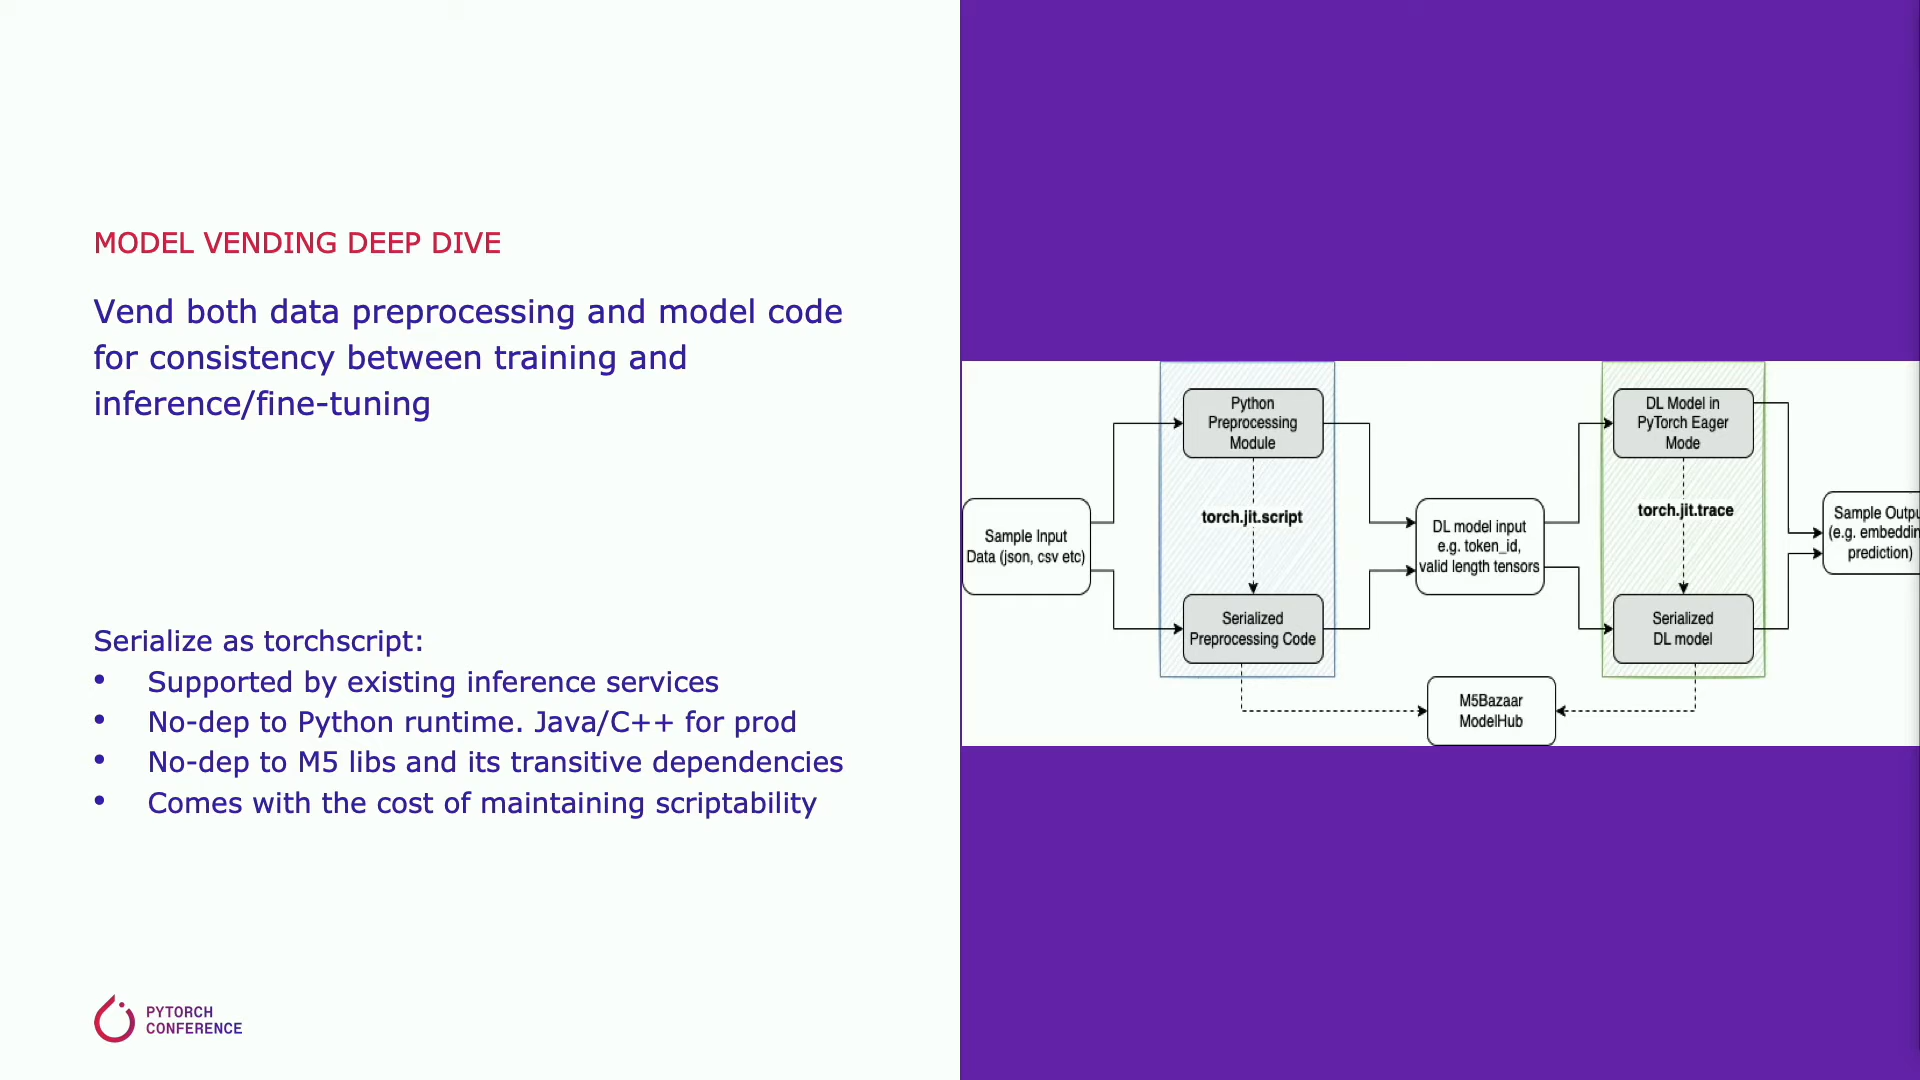 MODEL VENDING DEEP DIVE
Vend both data preprocessing and model code
for consistency between training and
inference/fine-tuning
Serialize as torchscript:
• Supported by existing inference services
• No-dep to Python runtime. Java/C++ for prod
• No-dep to M5 libs and its transitive dependencies
• Comes with the cost of maintaining scriptability
PYTORCH
CONFERENCE
Sample Input
Data (json, csv etc)
Python
Preprocessing
Module
torch.jit.script
Serialized
Preprocessing Code
DL model input
e.g. token_id,
valid length tensors
DL Model in
PyTorch Eager
Mode
torch.jit.trace
Serialized
DL model
M5Bazaar
ModelHub
Sample
(e.g.
prediction)